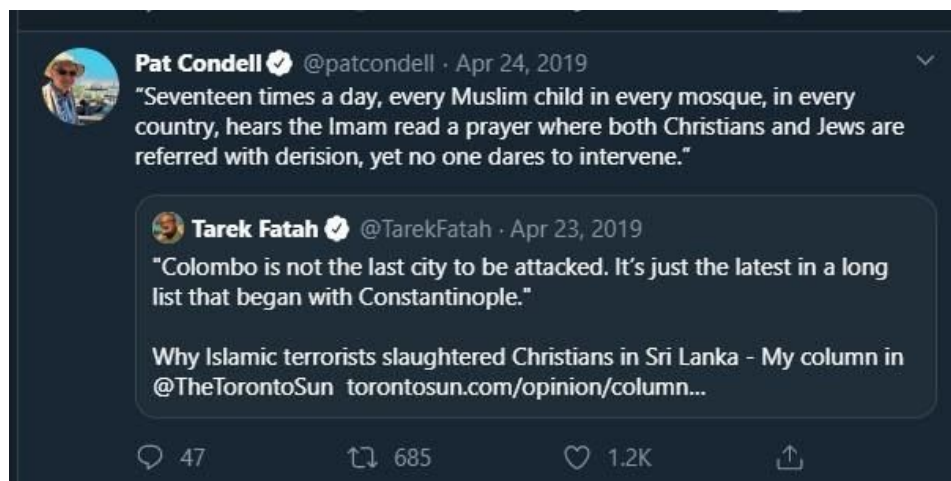 Pat Condell @patcondell · Apr 24, 2019
“Seventeen times a day, every Muslim child in every mosque, in every
country, hears the Imam read a prayer where both Christians and Jews are
referred with derision, yet no one dares to intervene.”
Tarek Fatah @TarekFatah · Apr 23, 2019
"Colombo is not the last city to be attacked. It’s just the latest in a long
list that began with Constantinople."
Why Islamic terrorists slaughtered Christians in Sri Lanka - My column in
@TheTorontoSun torontosun.com/opinion/column...
47 685 1.2K